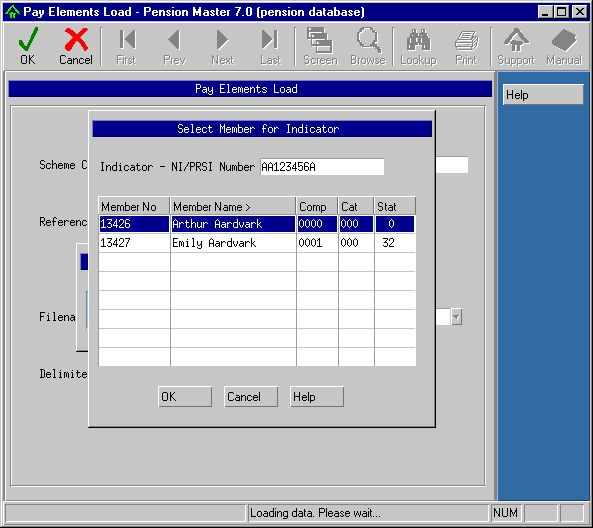 Pay Elements Load - Pension Master 7.0 (pension database)
OK Cancel First Prev Next Last Screen Browse Lookup Print Support Manual
Pay Elements Load
Help
Select Member for Indicator
Scheme C
Indicator - NI/PRSI Number AA123456A
Member No Member Name > Comp Cat Stat
13426 Arthur Aardvark 0000 000 0
Referenc
13427 Emily Aardvark 0001 000 32
Filena
Delimite
OK Cancel Help
Loading data. Please wait... NUM